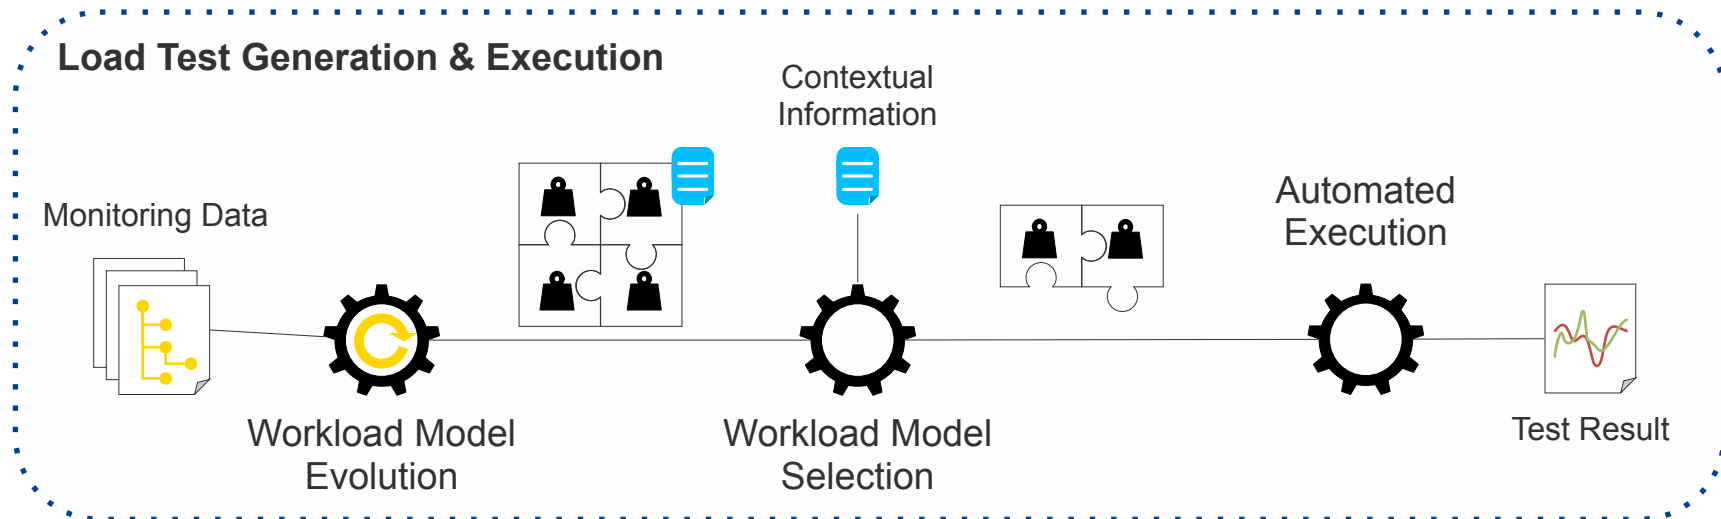 Load Test Generation & Execution
Contextual
Information
Monitoring Data
Automated
Execution
Workload Model
Evolution
Workload Model
Selection
Test Result